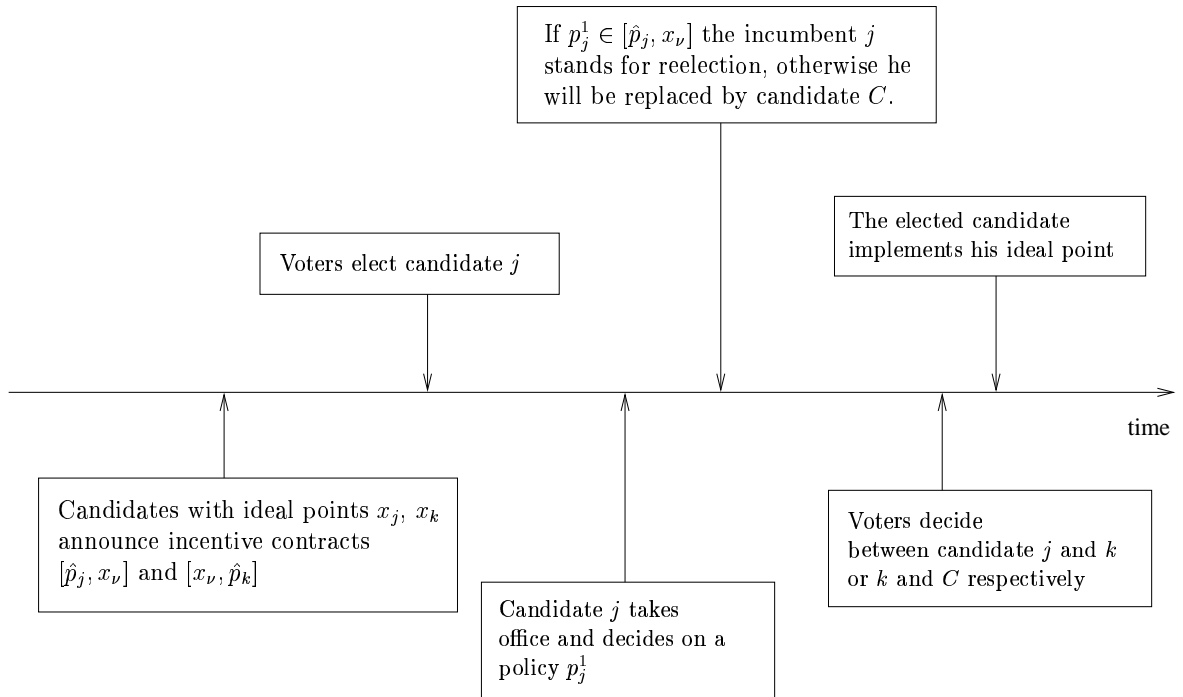 If $p_j^1 \in [\hat{p}_j, x_\nu]$ the incumbent $j$
stands for reelection, otherwise he
will be replaced by candidate $C$.
The elected candidate
implements his ideal point
Voters elect candidate $j$
time
Candidates with ideal points $x_j$, $x_k$
announce incentive contracts
$[\hat{p}_j, x_\nu]$ and $[x_\nu, \hat{p}_k]$
Voters decide
between candidate $j$ and $k$
or $k$ and $C$ respectively
Candidate $j$ takes
office and decides on a
policy $p_j^1$